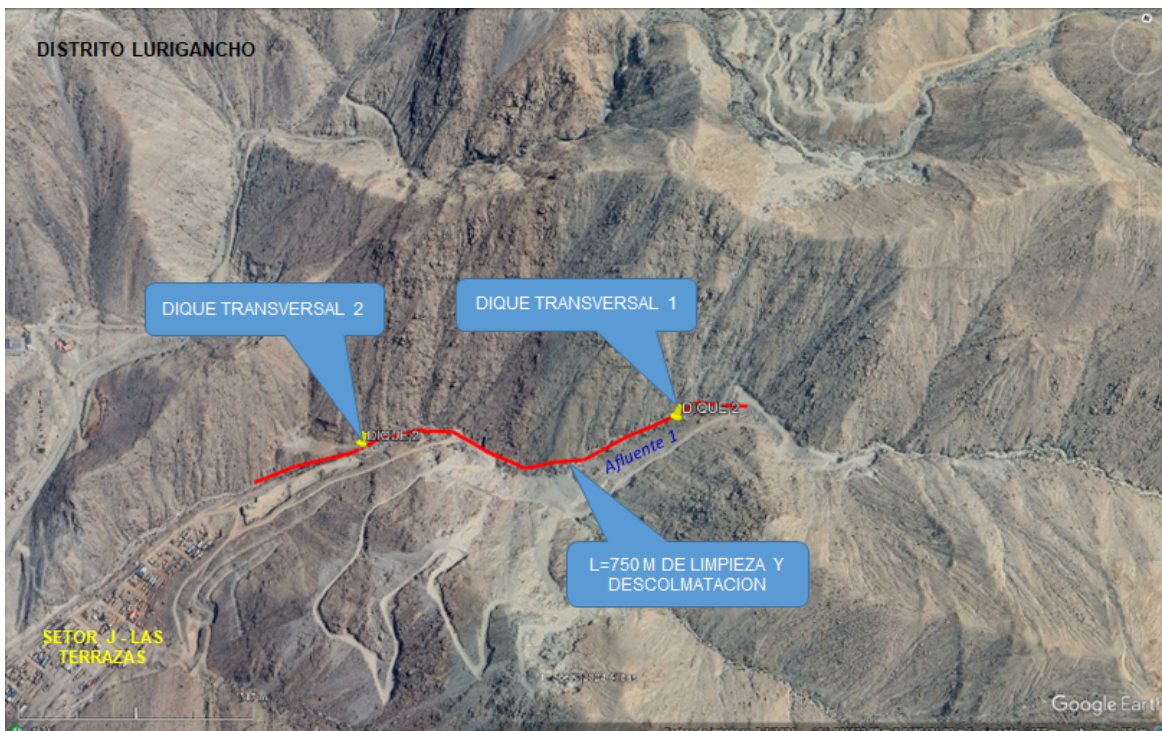 DISTRITO LURIGANCHO
DIQUE TRANSVERSAL 2
DIQUE TRANSVERSAL 1
DIQUE 2
DIQUE 2
Afluente 1
L=750 M DE LIMPIEZA Y
DESCOLMATACION
SETOR J - LAS
TERRAZAS
Google Earth